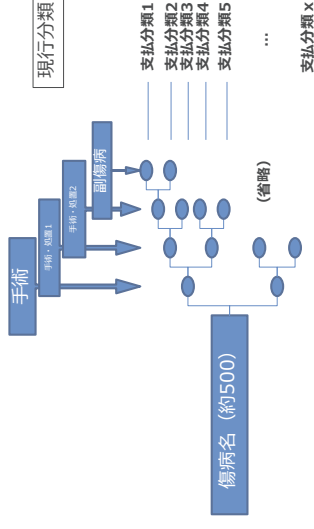 現行分類
手術
手術・処置1
手術・処置2
副傷病
支払分類1
支払分類2
支払分類3
支払分類4
支払分類5
…
支払分類x
(省略)
傷病名(約500)